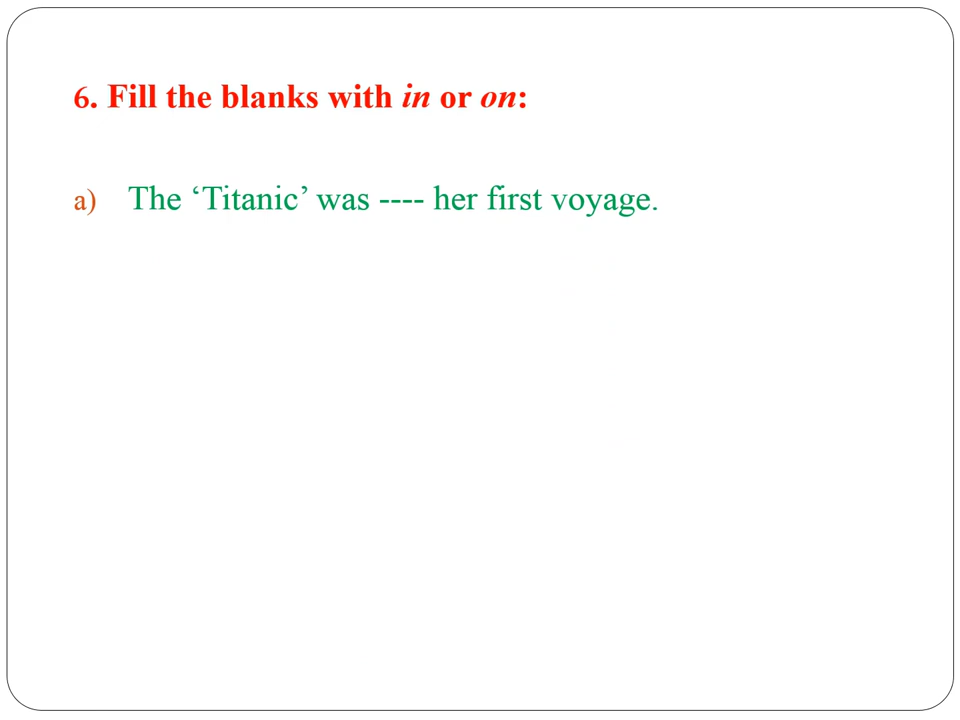 6. Fill the blanks with in or on:
a) The ‘Titanic’ was ---- her first voyage.